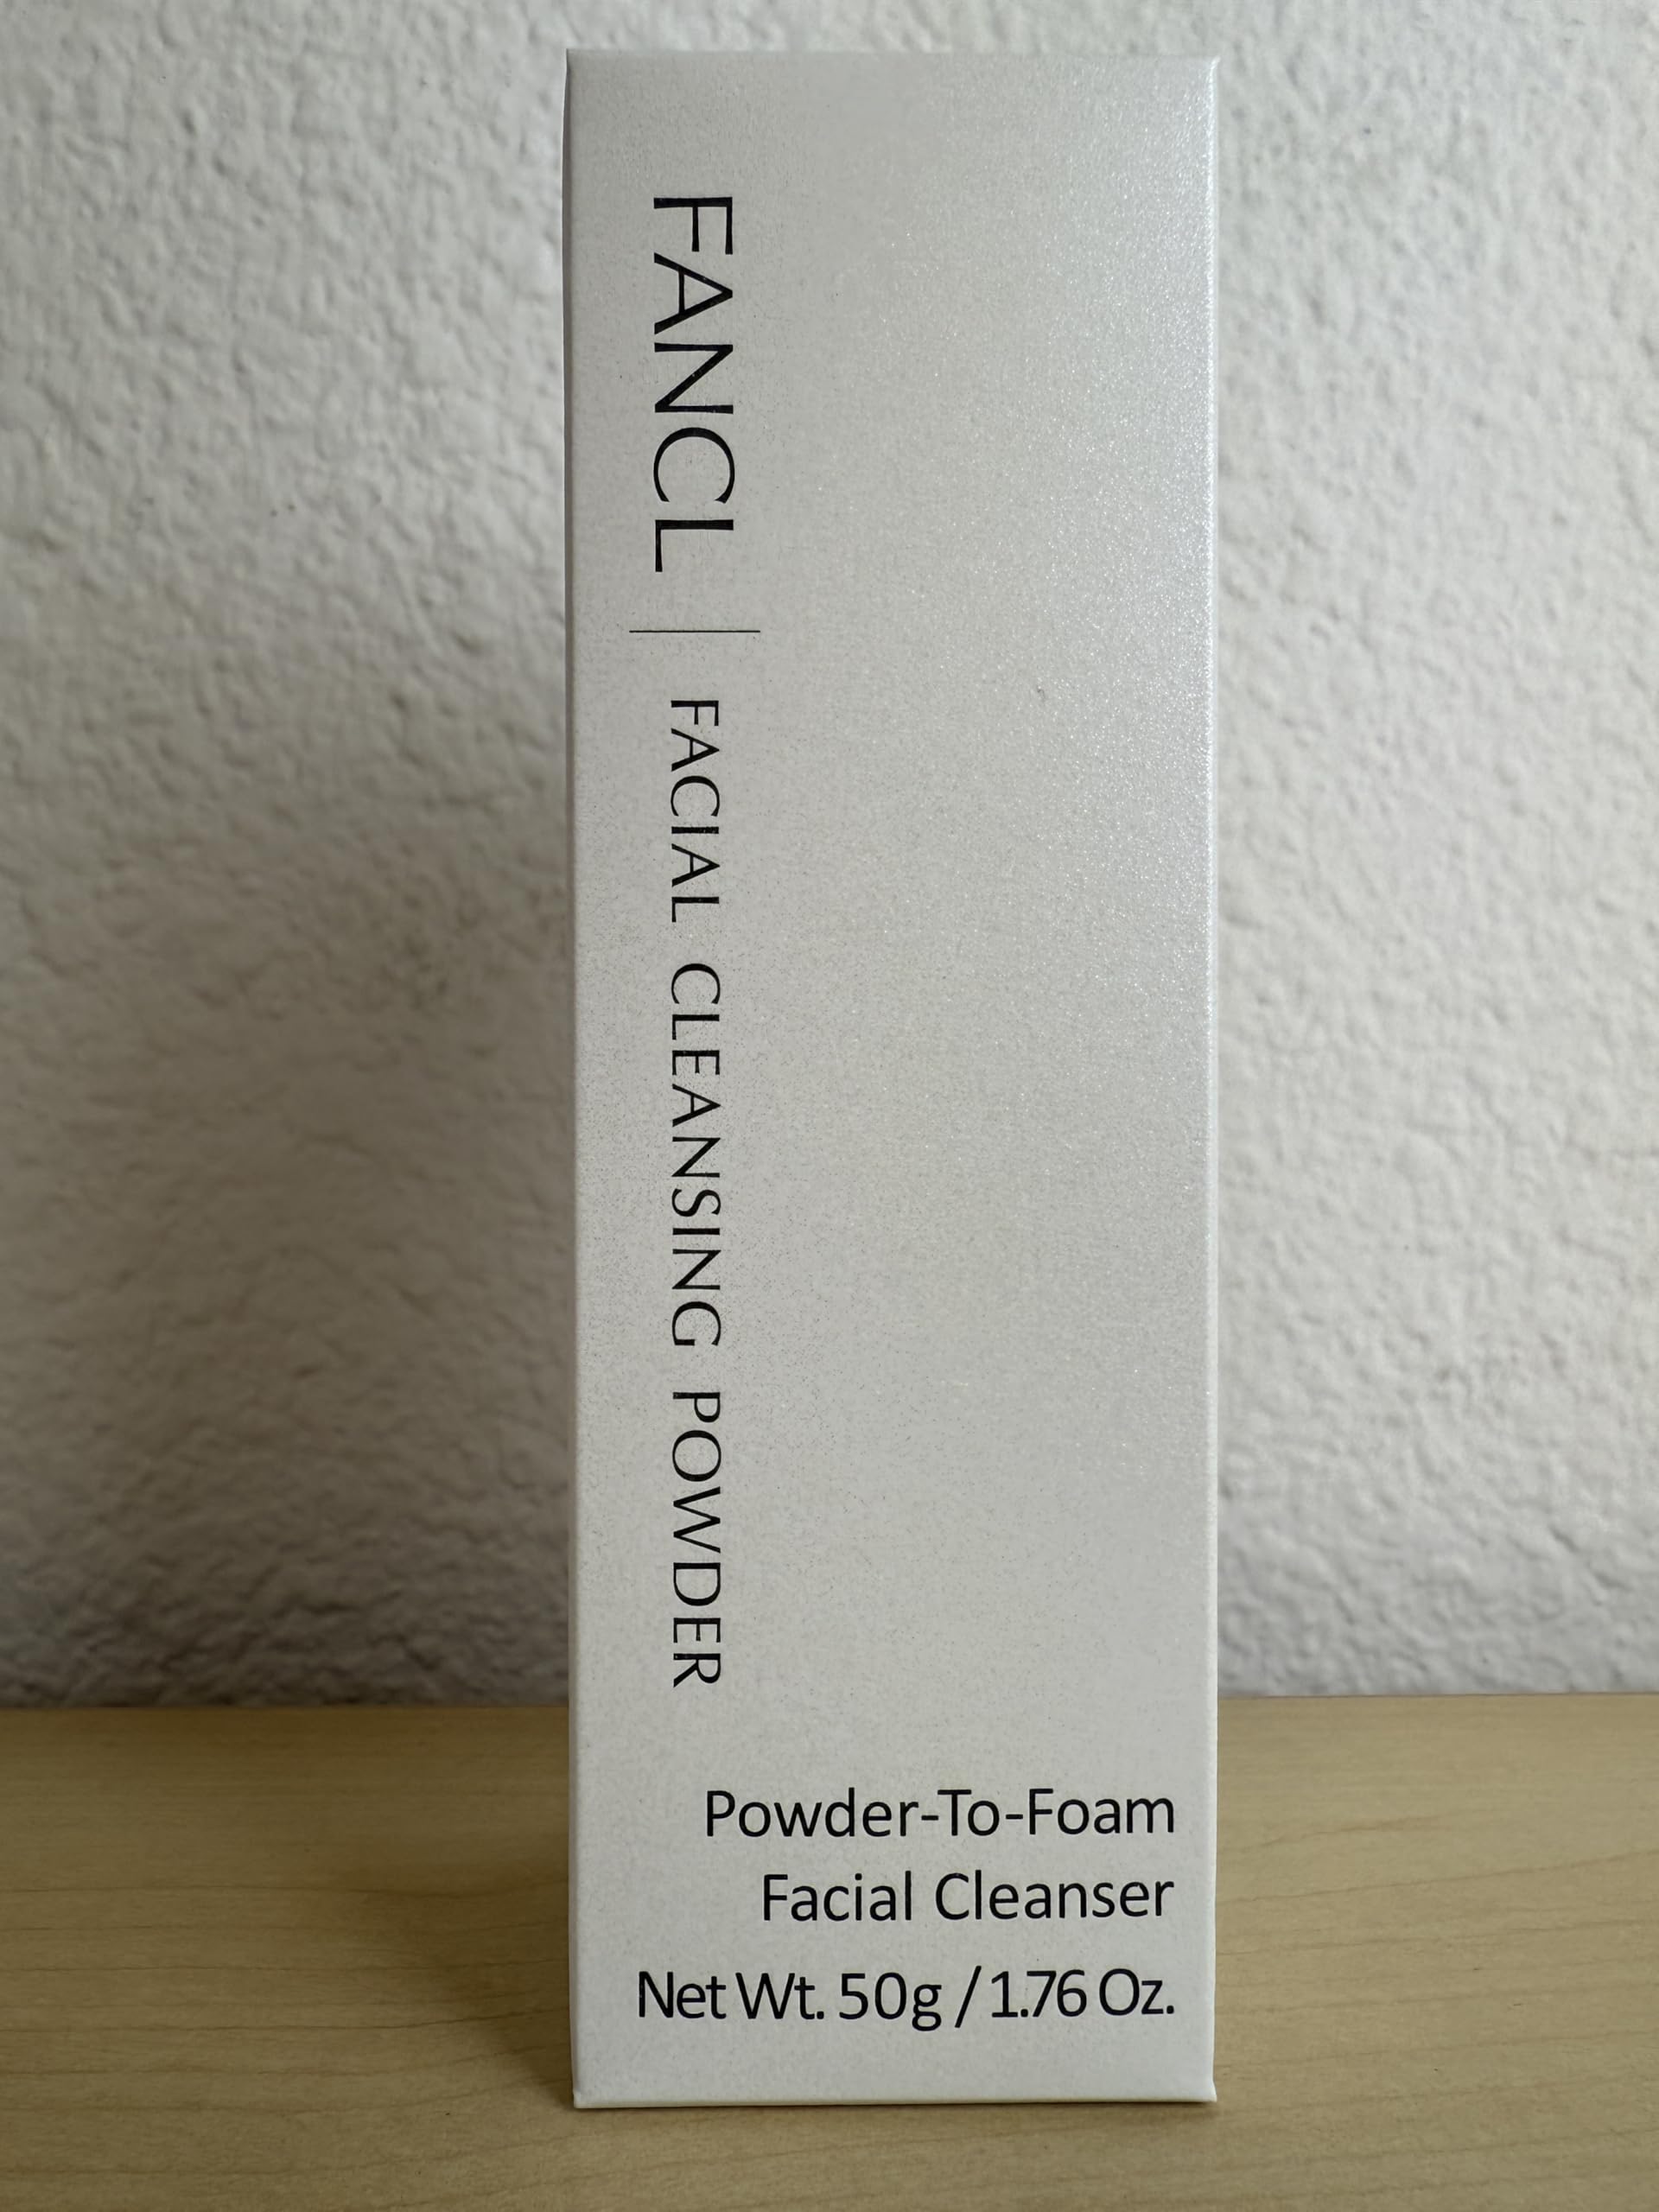 FANCL | FACIAL CLEANSING POWDER
Powder-To-Foam
Facial Cleanser
Net Wt. 50g / 1.76 Oz.